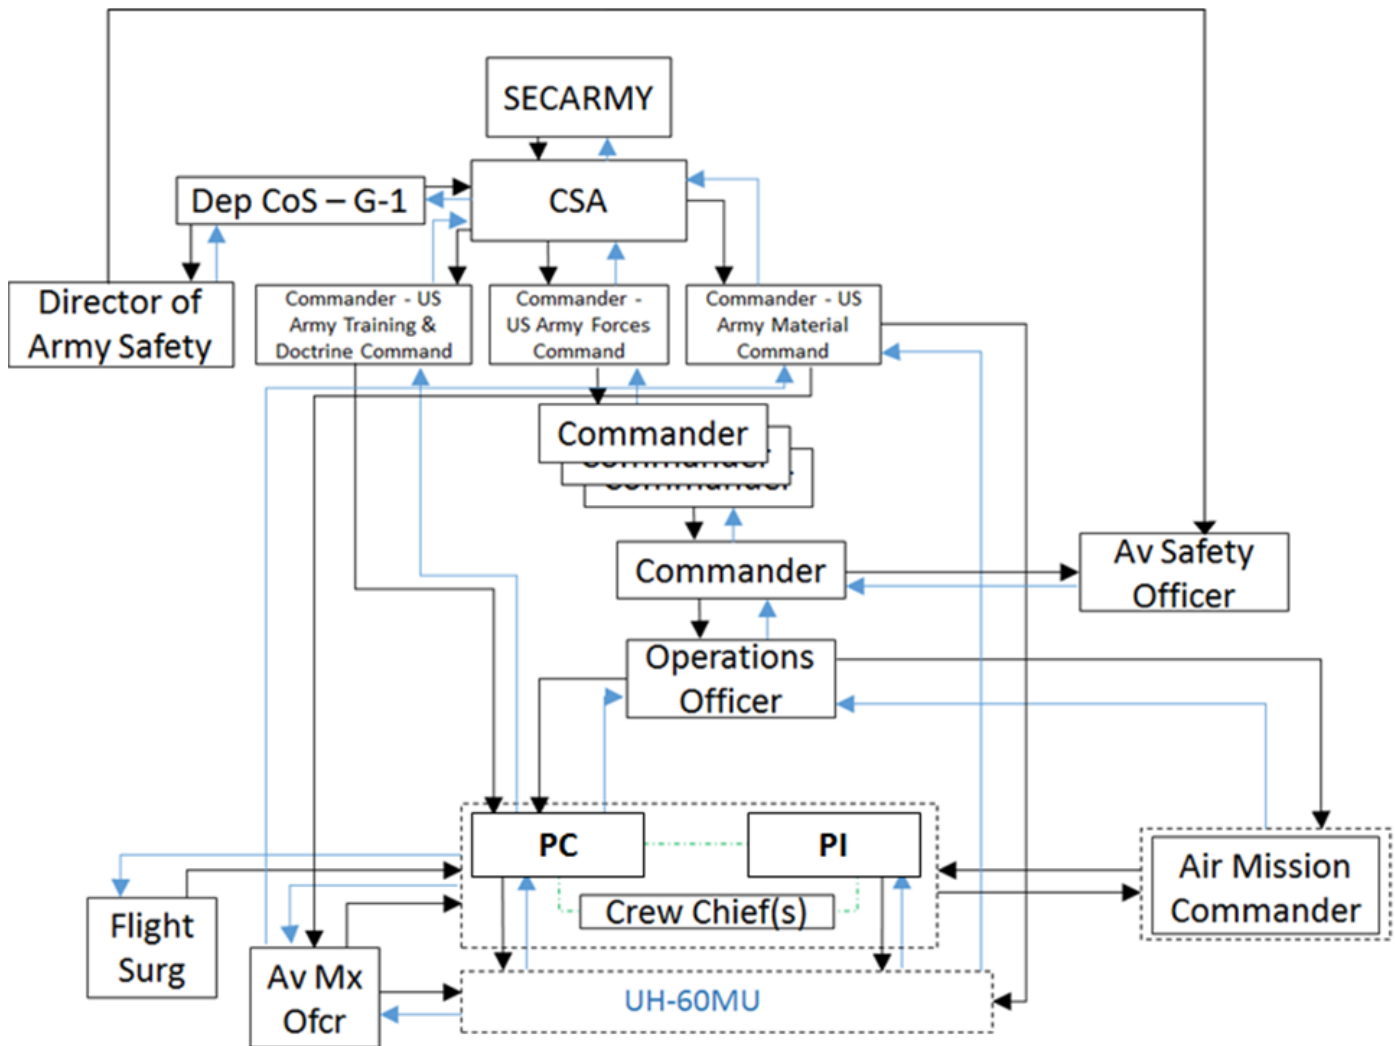 SECARMY
Dep CoS – G-1
CSA
Director of
Army Safety
Commander - US
Army Training &
Doctrine Command
Commander -
US Army Forces
Command
Commander - US
Army Material
Command
Commander
Commander
Commander
Commander
Av Safety
Officer
Operations
Officer
PC
PI
Crew Chief(s)
Air Mission
Commander
Flight
Surg
Av Mx
Ofcr
UH-60MU